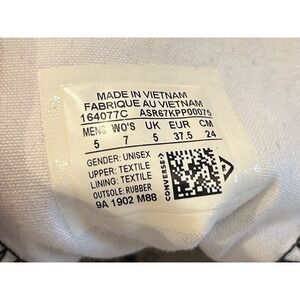 MADE IN VIETNAM
FABRIQUE AU VIETNAM
164077C ASR67KPP00075
MENS WO'S UK EUR CM
5 7 5 37.5 24
GENDER: UNISEX
UPPER: TEXTILE
LINING: TEXTILE
OUTSOLE: RUBBER
9A 1902 M88
CONVERSE